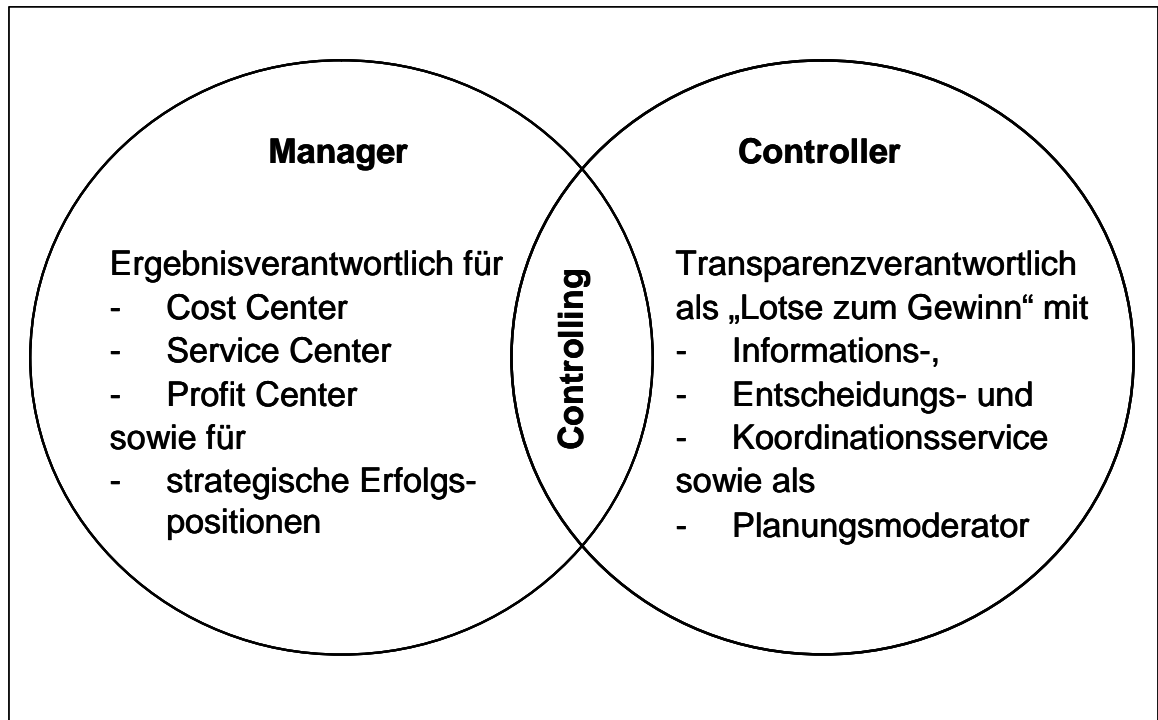 Manager
Ergebnisverantwortlich für
- Cost Center
- Service Center
- Profit Center
sowie für
- strategische Erfolgs-
positionen
Controlling
Controller
Transparenzverantwortlich
als „Lotse zum Gewinn“ mit
- Informations-,
- Entscheidungs- und
- Koordinationsservice
sowie als
- Planungsmoderator